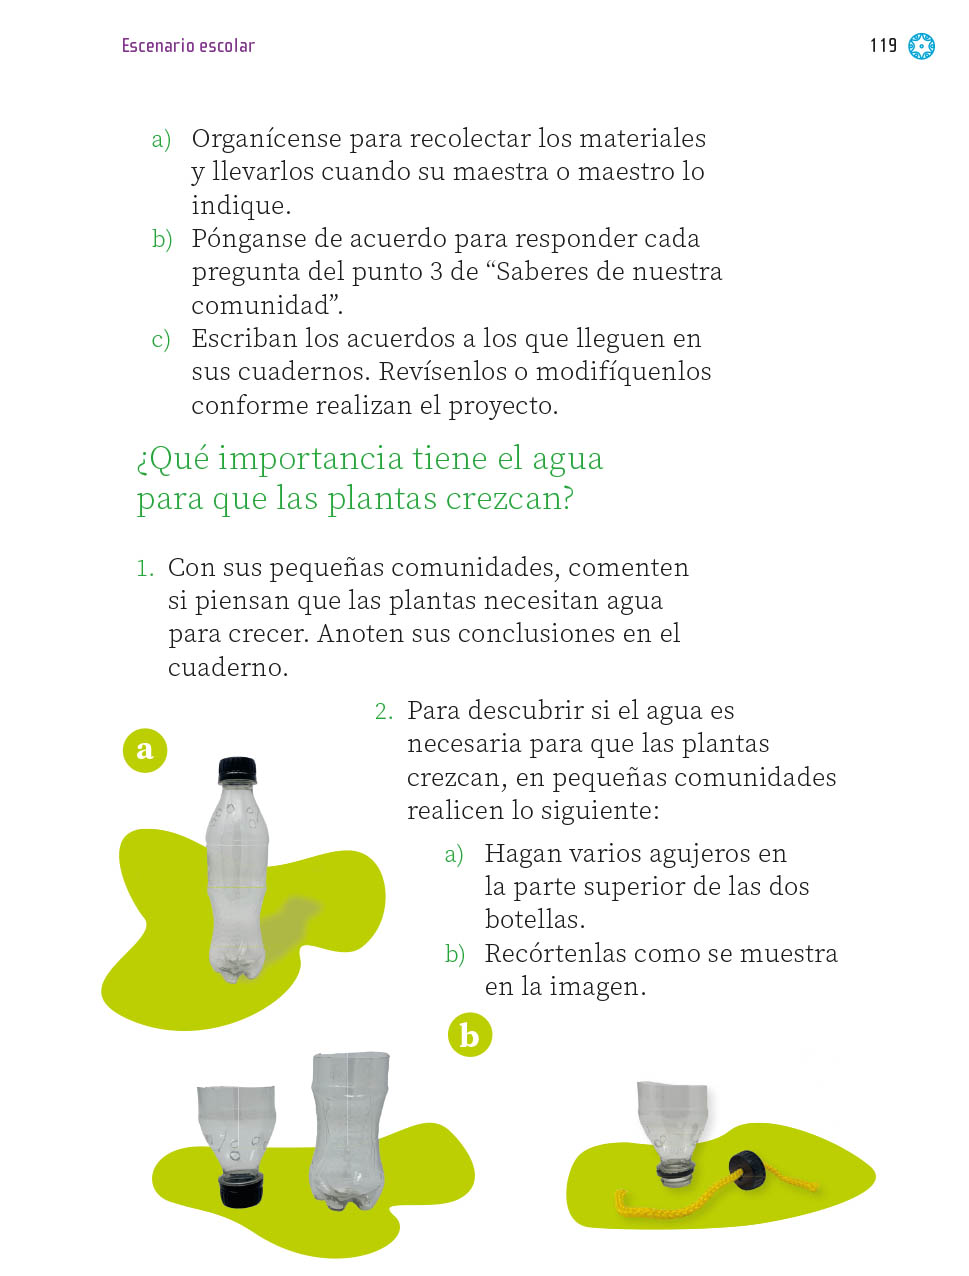 Escenario escolar
119
a) Organícense para recolectar los materiales
y llevarlos cuando su maestra o maestro lo
indique.
b) Pónganse de acuerdo para responder cada
pregunta del punto 3 de “Saberes de nuestra
comunidad”.
c) Escriban los acuerdos a los que lleguen en
sus cuadernos. Revísenlos o modifíquenlos
conforme realizan el proyecto.
¿Qué importancia tiene el agua
para que las plantas crezcan?
1. Con sus pequeñas comunidades, comenten
si piensan que las plantas necesitan agua
para crecer. Anoten sus conclusiones en el
cuaderno.
2. Para descubrir si el agua es
necesaria para que las plantas
crezcan, en pequeñas comunidades
realicen lo siguiente:
a) Hagan varios agujeros en
la parte superior de las dos
botellas.
b) Recórtenlas como se muestra
en la imagen.
a
b